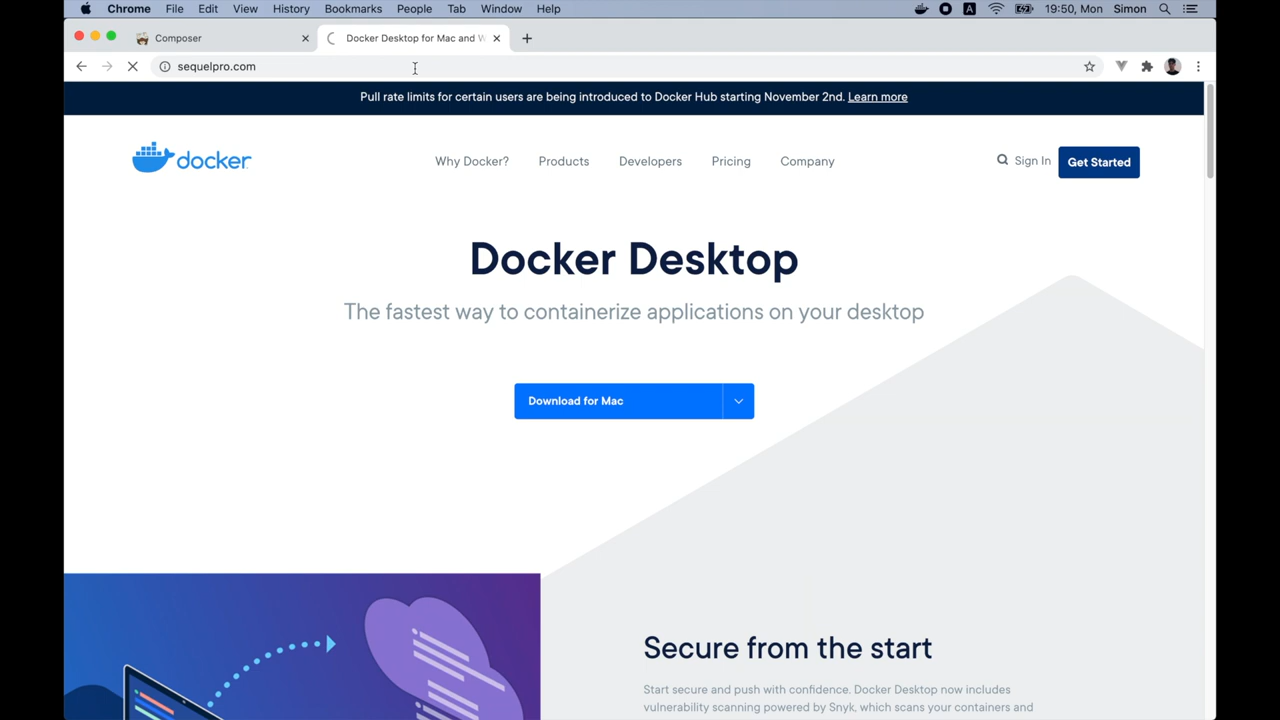 Chrome File Edit View History Bookmarks People Tab Window Help A 19:50, Mon Simon
Composer Docker Desktop for Mac and W
sequelpro.com
Pull rate limits for certain users are being introduced to Docker Hub starting November 2nd. Learn more
docker Why Docker? Products Developers Pricing Company Sign In Get Started
Docker Desktop
The fastest way to containerize applications on your desktop
Download for Mac
Secure from the start
Start secure and push with confidence. Docker Desktop now includes
vulnerability scanning powered by Snyk, which scans your containers and